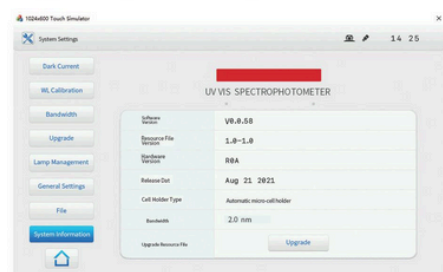 1024x600 Touch Simulator
System Settings
14 25
Dark Current
WL Calibration
Bandwidth
Upgrade
Lamp Management
General Settings
File
System Information
UV VIS SPECTROPHOTOMETER
Software Version V0.0.58
Resource File Version 1.0-1.0
Hardware Version R0A
Release Dat Aug 21 2021
Cell Holder Type Automatic micro-cell holder
Bandwidth 2.0 nm
Upgrade Resource File Upgrade